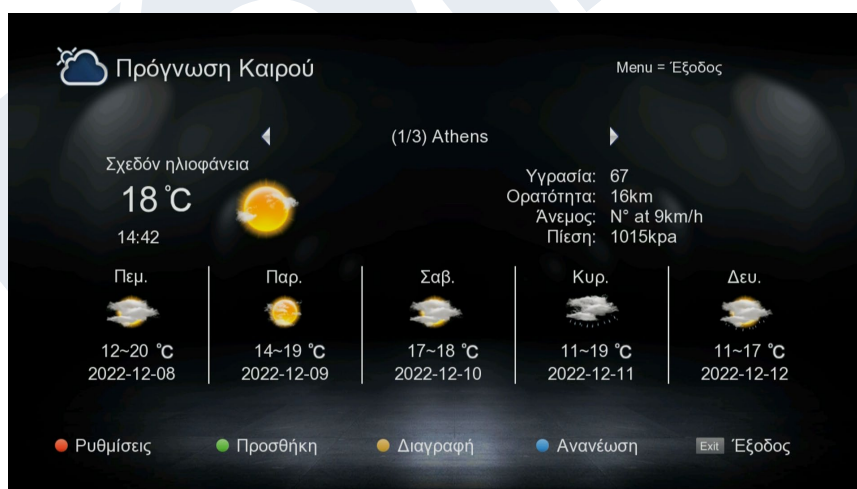 Πρόγνωση Καιρού
Menu = Έξοδος
(1/3) Athens
Σχεδόν ηλιοφάνεια
18 °C
14:42
Υγρασία: 67
Ορατότητα: 16km
Άνεμος: N° at 9km/h
Πίεση: 1015kpa
Πεμ. Παρ. Σαβ. Κυρ. Δευ.
12~20 °C 14~19 °C 17~18 °C 11~19 °C 11~17 °C
2022-12-08 2022-12-09 2022-12-10 2022-12-11 2022-12-12
Ρυθμίσεις Προσθήκη Διαγραφή Ανανέωση Exit Έξοδος